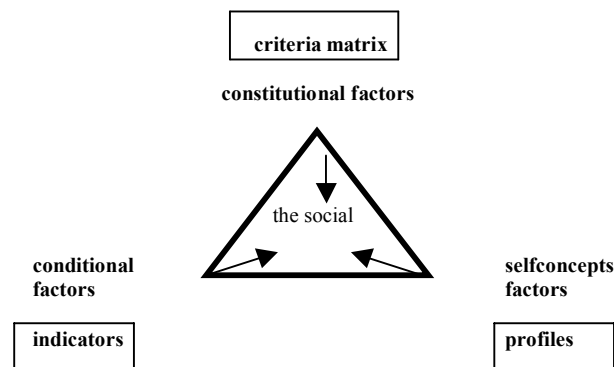 criteria matrix
constitutional factors
the social
conditional
factors
selfconcepts
factors
indicators
profiles